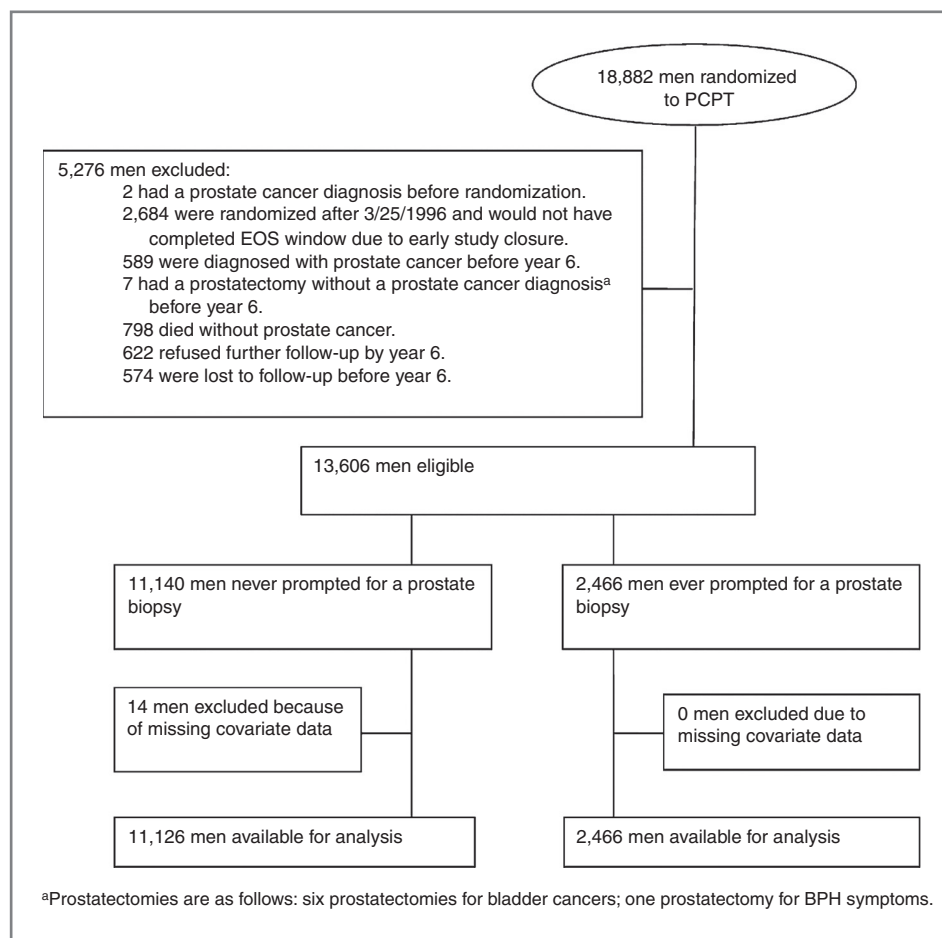 18,882 men randomized
to PCPT
5,276 men excluded:
2 had a prostate cancer diagnosis before randomization.
2,684 were randomized after 3/25/1996 and would not have
completed EOS window due to early study closure.
589 were diagnosed with prostate cancer before year 6.
7 had a prostatectomy without a prostate cancer diagnosisᵃ
before year 6.
798 died without prostate cancer.
622 refused further follow-up by year 6.
574 were lost to follow-up before year 6.
13,606 men eligible
11,140 men never prompted for a prostate
biopsy
2,466 men ever prompted for a prostate
biopsy
14 men excluded because
of missing covariate data
0 men excluded due to
missing covariate data
11,126 men available for analysis
2,466 men available for analysis
ᵃProstatectomies are as follows: six prostatectomies for bladder cancers; one prostatectomy for BPH symptoms.